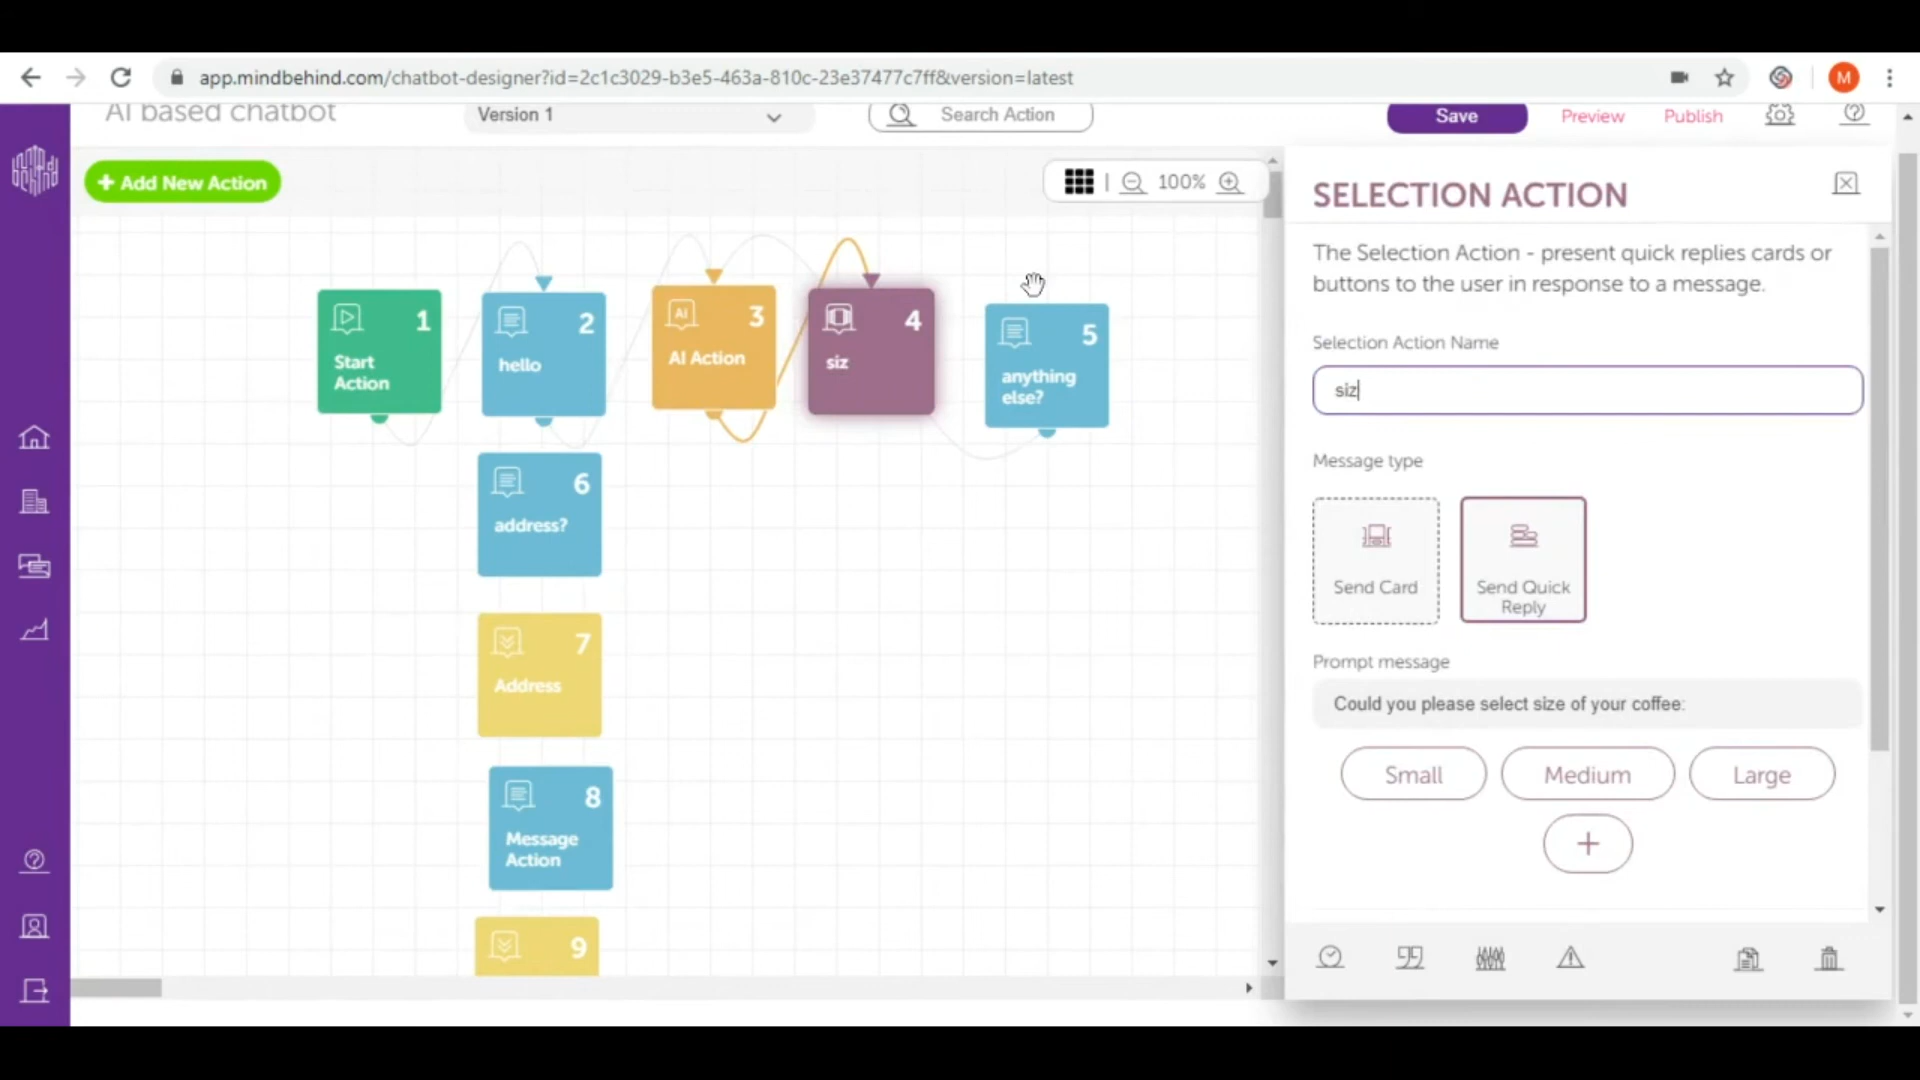 app.mindbehind.com/chatbot-designer?id=2c1c3029-b3e5-463a-810c-23e37477c7ff&version=latest
M
AI based chatbot
Version 1
Search Action
Save
Preview
Publish
mind
behind
+ Add New Action
100%
1
Start
Action
2
hello
AI
3
AI Action
4
siz
5
anything
else?
6
address?
7
Address
8
Message
Action
9
SELECTION ACTION
The Selection Action - present quick replies cards or
buttons to the user in response to a message.
Selection Action Name
siz
Message type
Send Card
Send Quick
Reply
Prompt message
Could you please select size of your coffee:
Small
Medium
Large
+